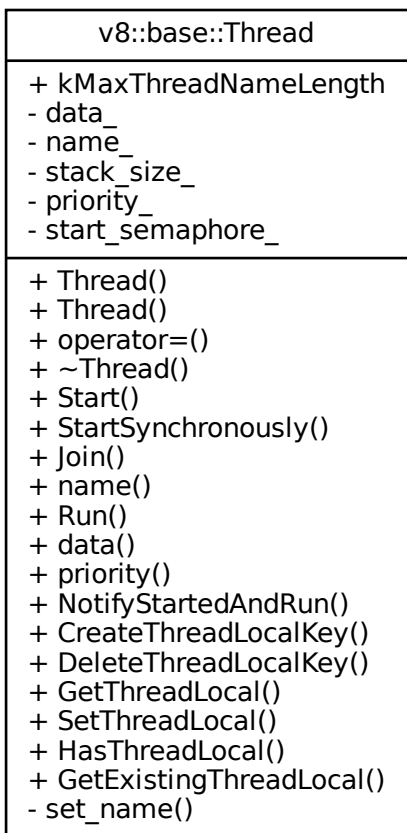 v8::base::Thread
+ kMaxThreadNameLength
- data_
- name_
- stack_size_
- priority_
- start_semaphore_
+ Thread()
+ Thread()
+ operator=()
+ ~Thread()
+ Start()
+ StartSynchronously()
+ Join()
+ name()
+ Run()
+ data()
+ priority()
+ NotifyStartedAndRun()
+ CreateThreadLocalKey()
+ DeleteThreadLocalKey()
+ GetThreadLocal()
+ SetThreadLocal()
+ HasThreadLocal()
+ GetExistingThreadLocal()
- set_name()